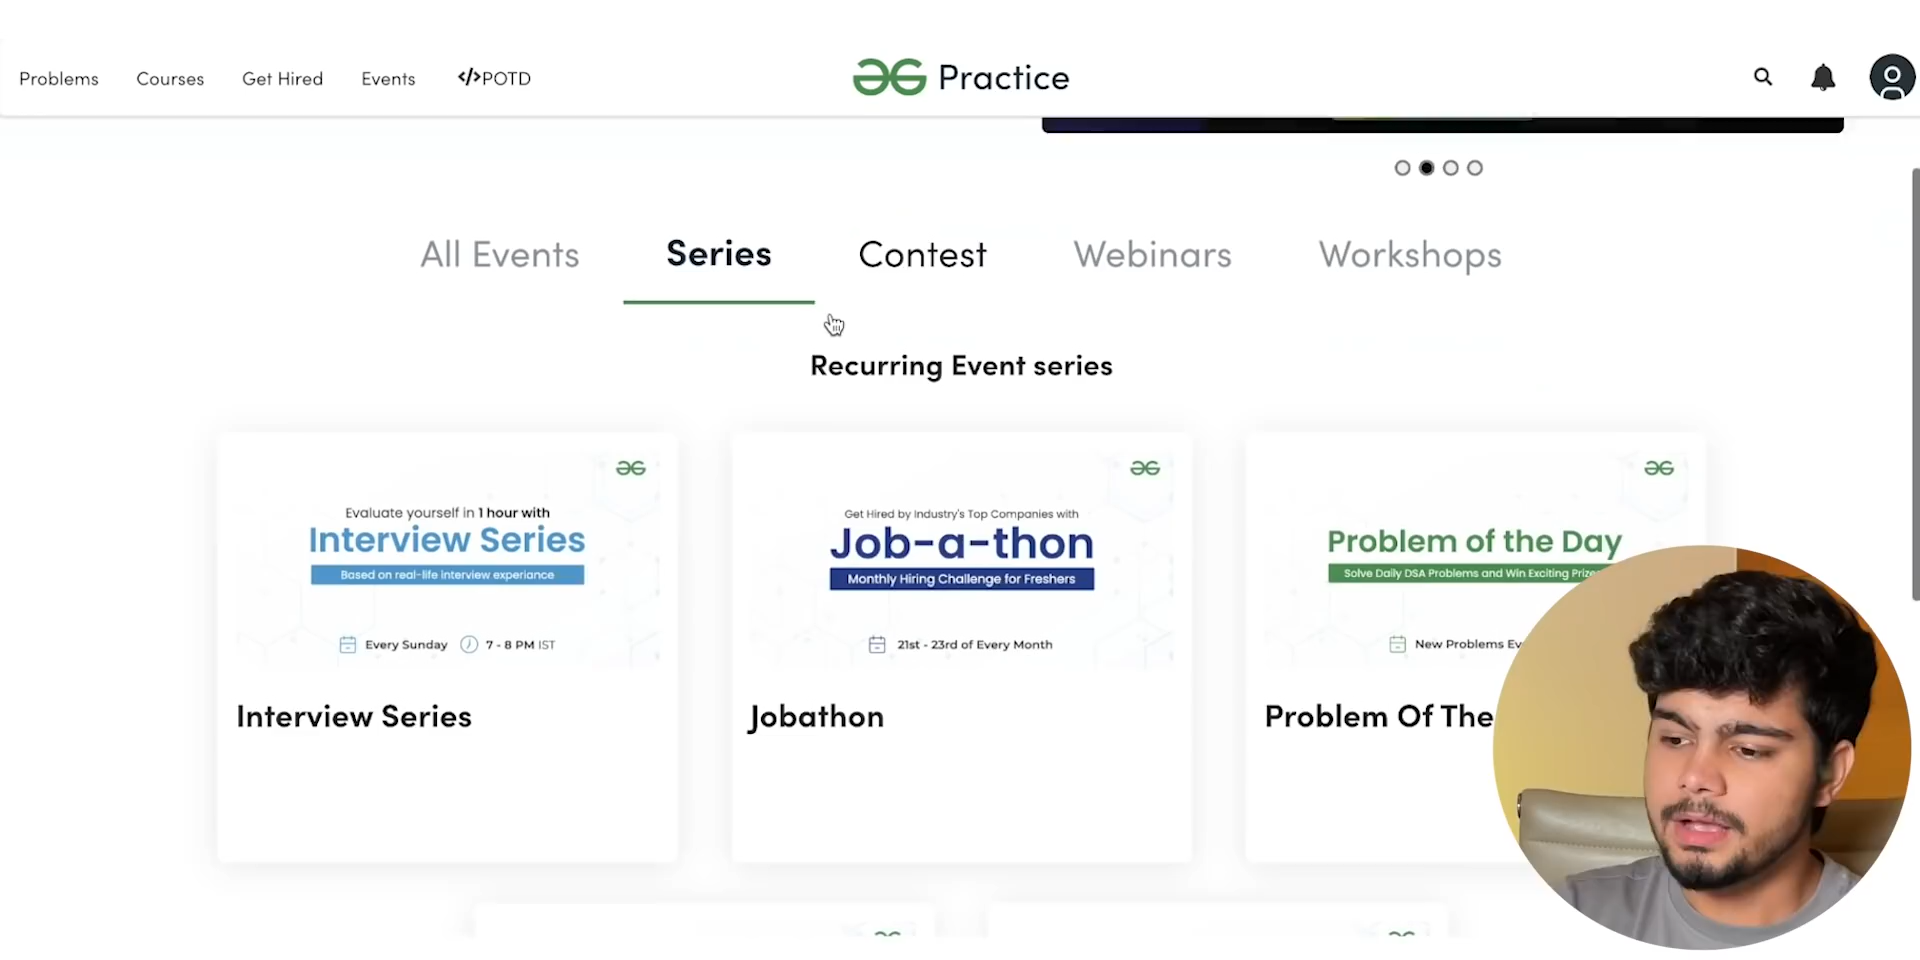 Problems
Courses
Get Hired
Events
</>POTD
Practice
All Events
Series
Contest
Webinars
Workshops
Recurring Event series
Evaluate yourself in 1 hour with
Interview Series
Based on real-life interview experience
Every Sunday
7 - 8 PM IST
Interview Series
Get Hired by Industry's Top Companies with
Job-a-thon
Monthly Hiring Challenge for Freshers
21st - 23rd of Every Month
Jobathon
Problem of the Day
Solve Daily DSA Problems and Win Exciting
New Problems
Problem Of The